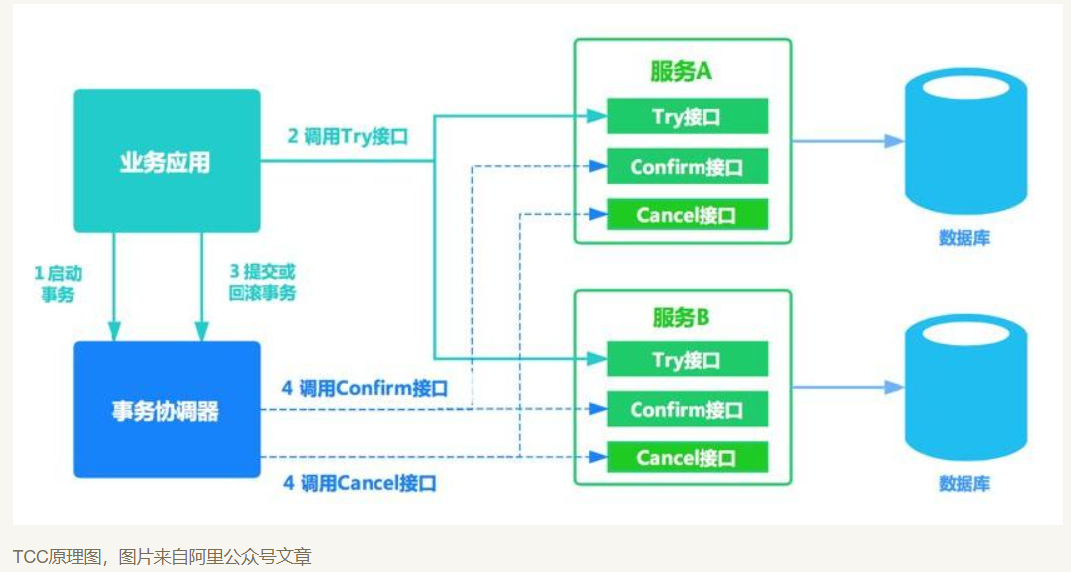 服务A
Try接口
Confirm接口
Cancel接口
数据库
业务应用
2 调用Try接口
1 启动
事务
3 提交或
回滚事务
服务B
Try接口
Confirm接口
Cancel接口
数据库
事务协调器
4 调用Confirm接口
4 调用Cancel接口
TCC原理图，图片来自阿里公众号文章